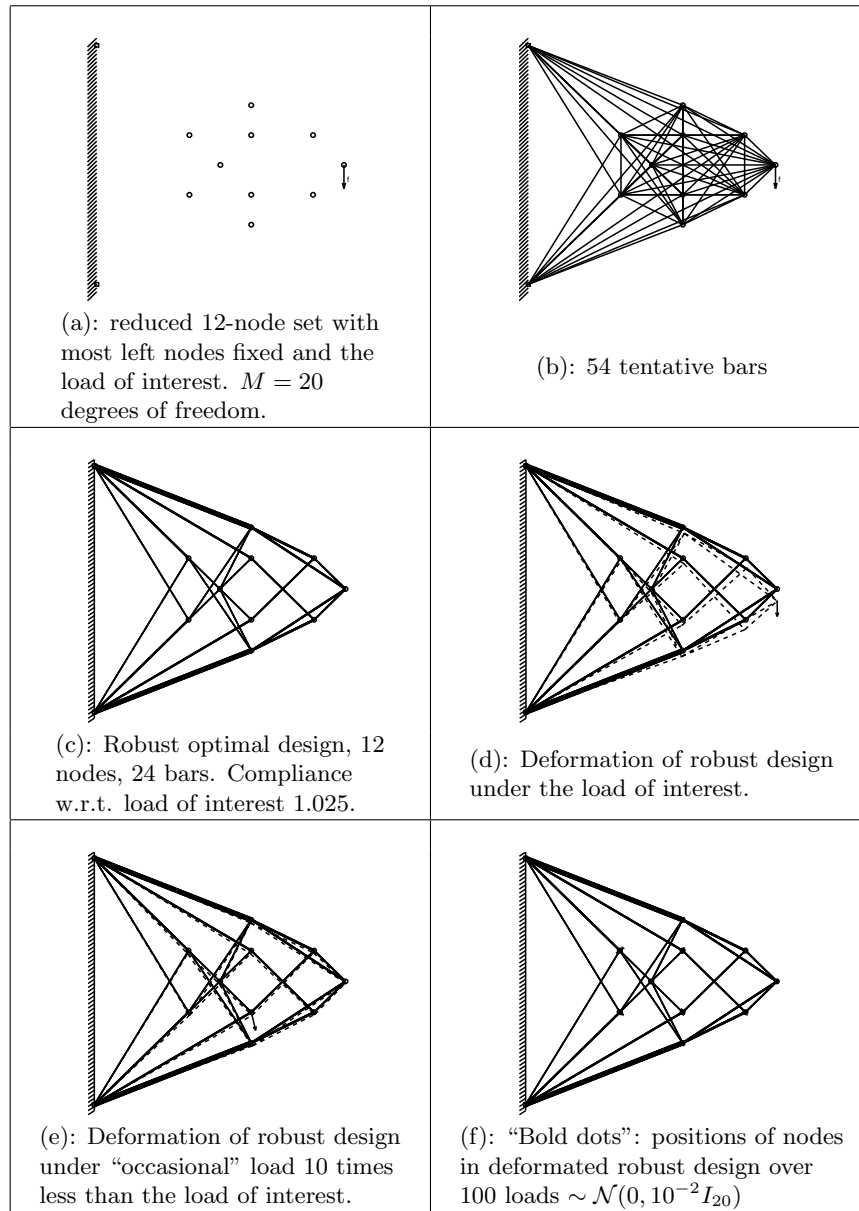 f
f
(a): reduced 12-node set with
most left nodes fixed and the
load of interest. M = 20
degrees of freedom.
(b): 54 tentative bars
(c): Robust optimal design, 12
nodes, 24 bars. Compliance
w.r.t. load of interest 1.025.
(d): Deformation of robust design
under the load of interest.
(e): Deformation of robust design
under “occasional” load 10 times
less than the load of interest.
(f): “Bold dots”: positions of nodes
in deformated robust design over
100 loads ∼ 𝒩(0, 10⁻²I₂₀)